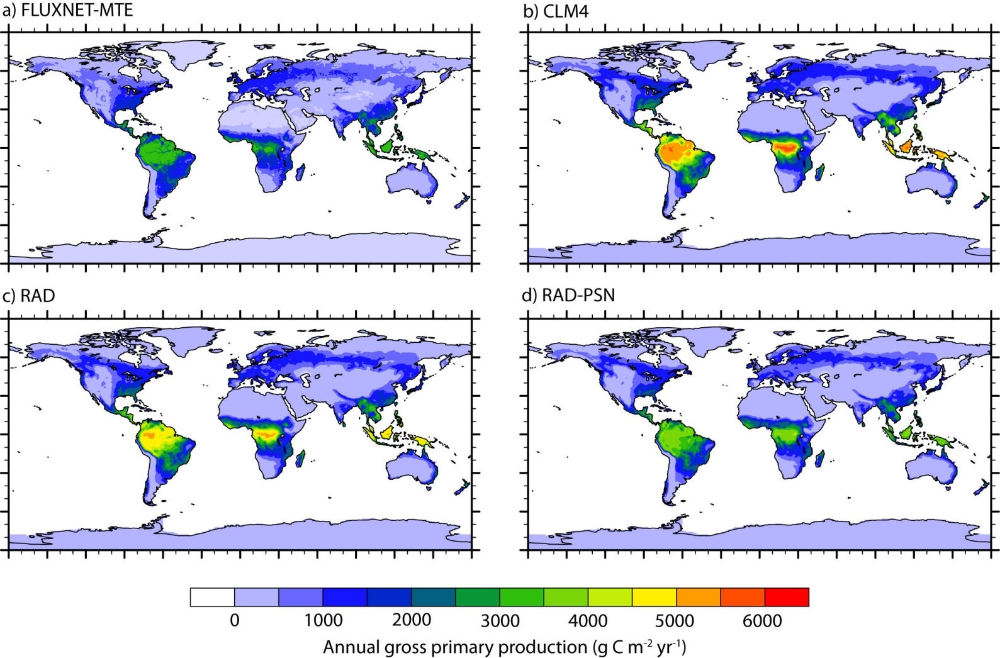 a) FLUXNET-MTE
b) CLM4
c) RAD
d) RAD-PSN
0 1000 2000 3000 4000 5000 6000
Annual gross primary production (g C m-2 yr-1)